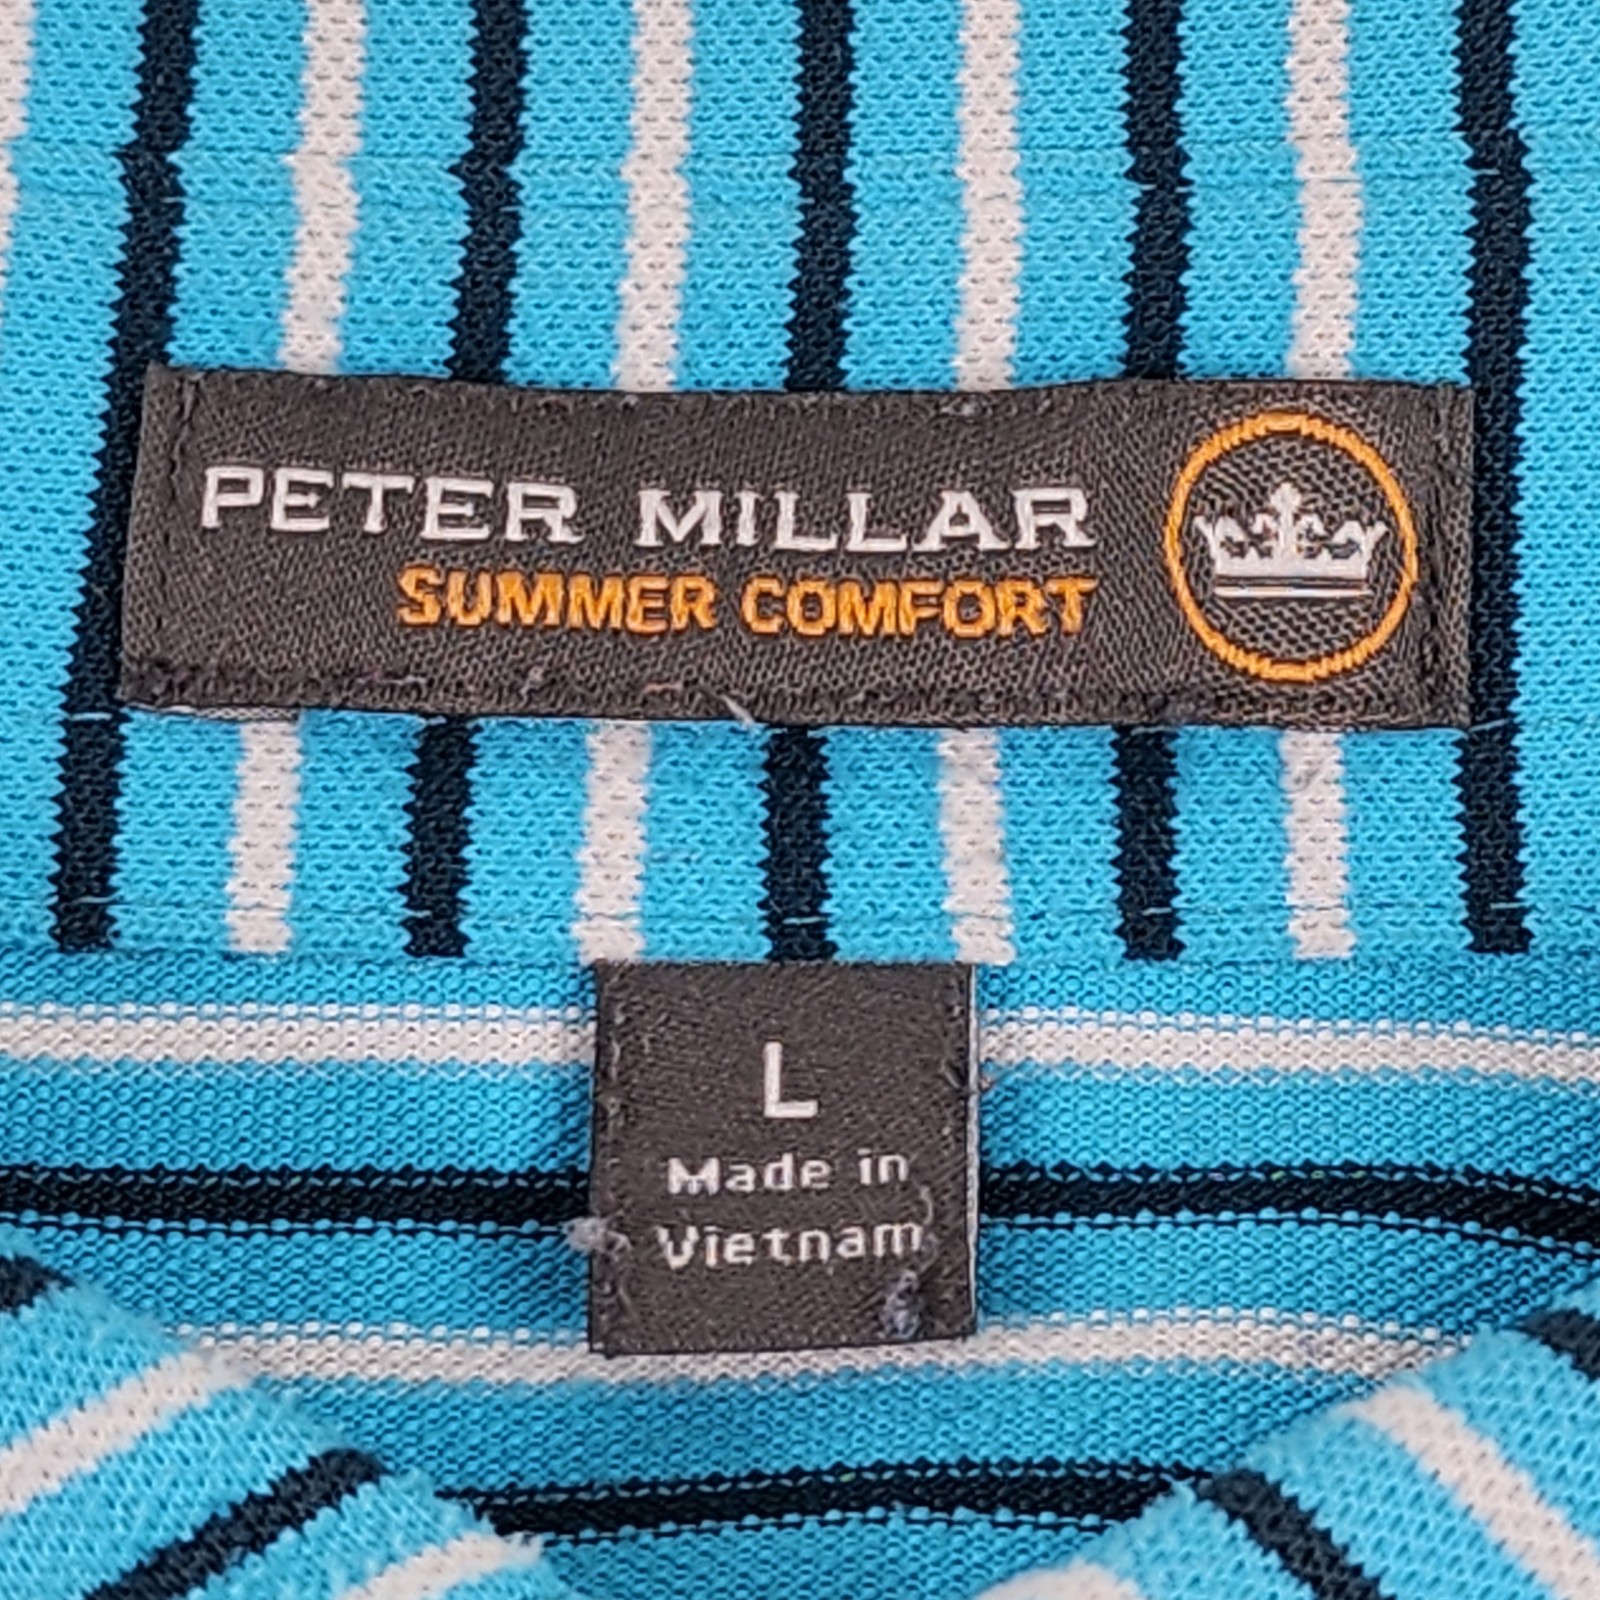 PETER MILLAR
SUMMER COMFORT
L
Made in
Vietnam